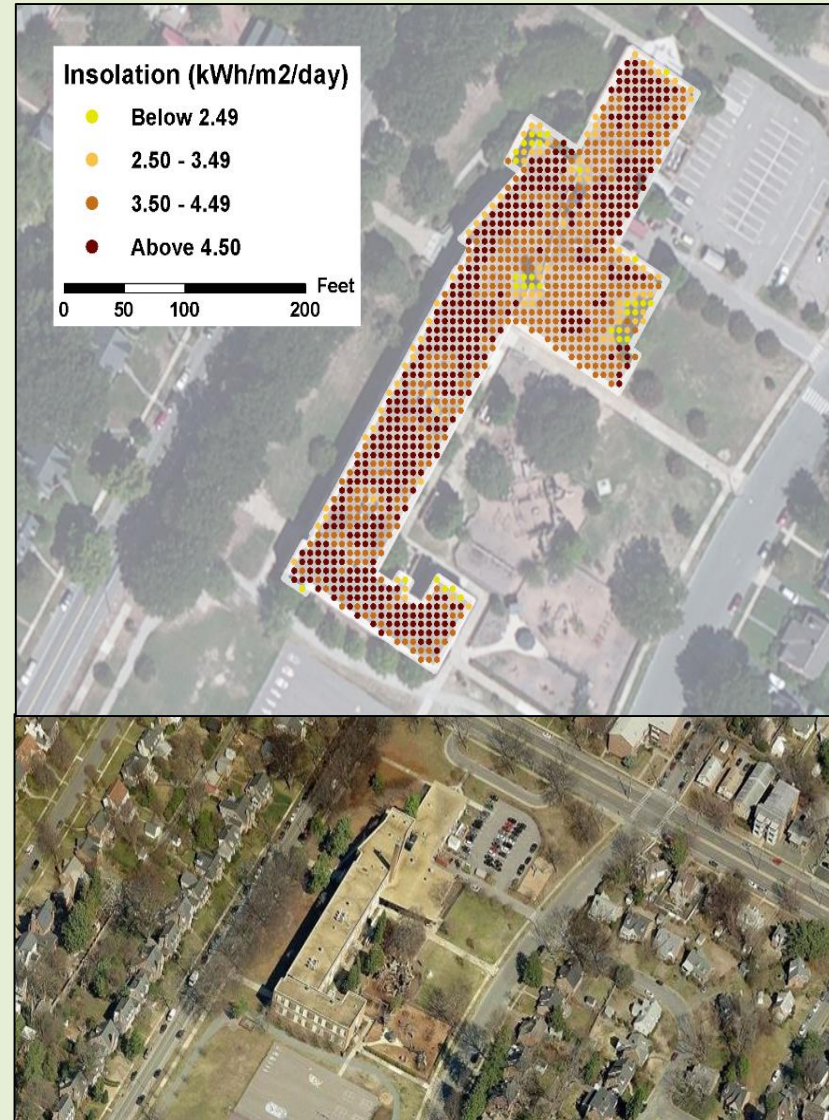 Insolation (kWh/m2/day)
Below 2.49
2.50 - 3.49
3.50 - 4.49
Above 4.50
Feet
0 50 100 200